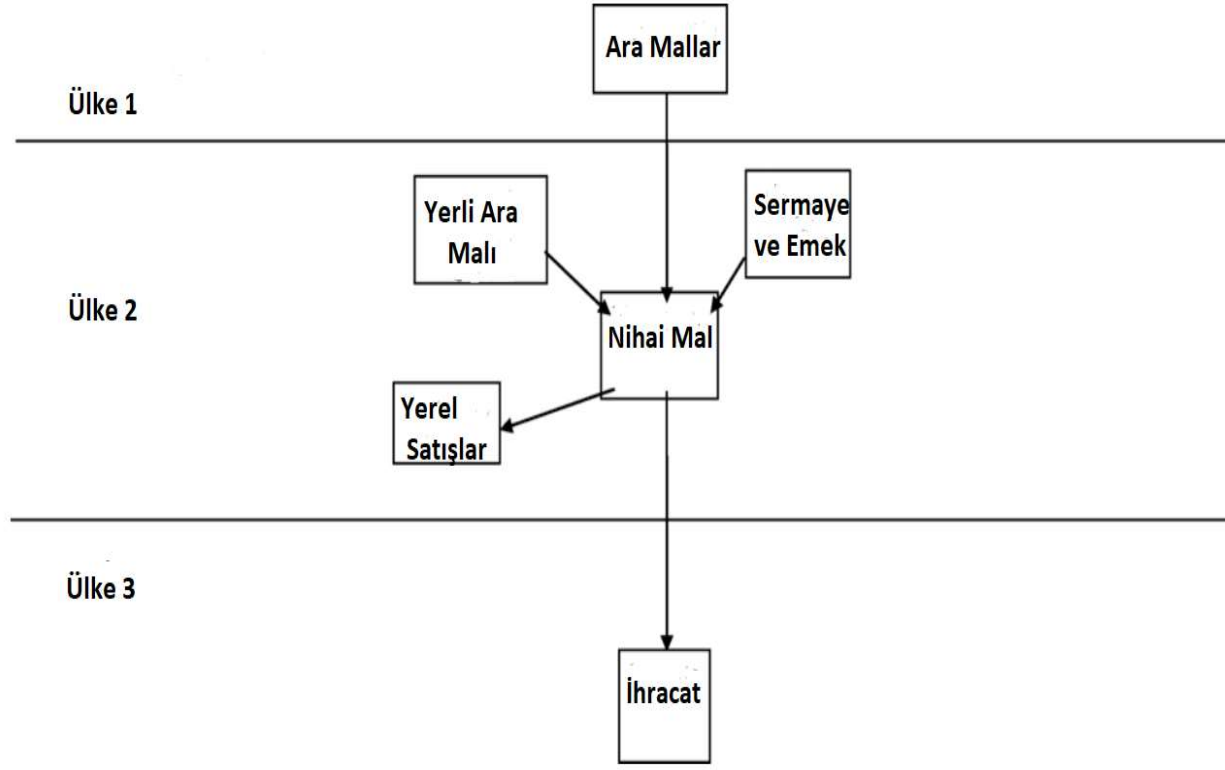 Ara Mallar
Ülke 1
Yerli Ara
Malı
Sermaye
ve Emek
Ülke 2
Nihai Mal
Yerel
Satışlar
Ülke 3
İhracat